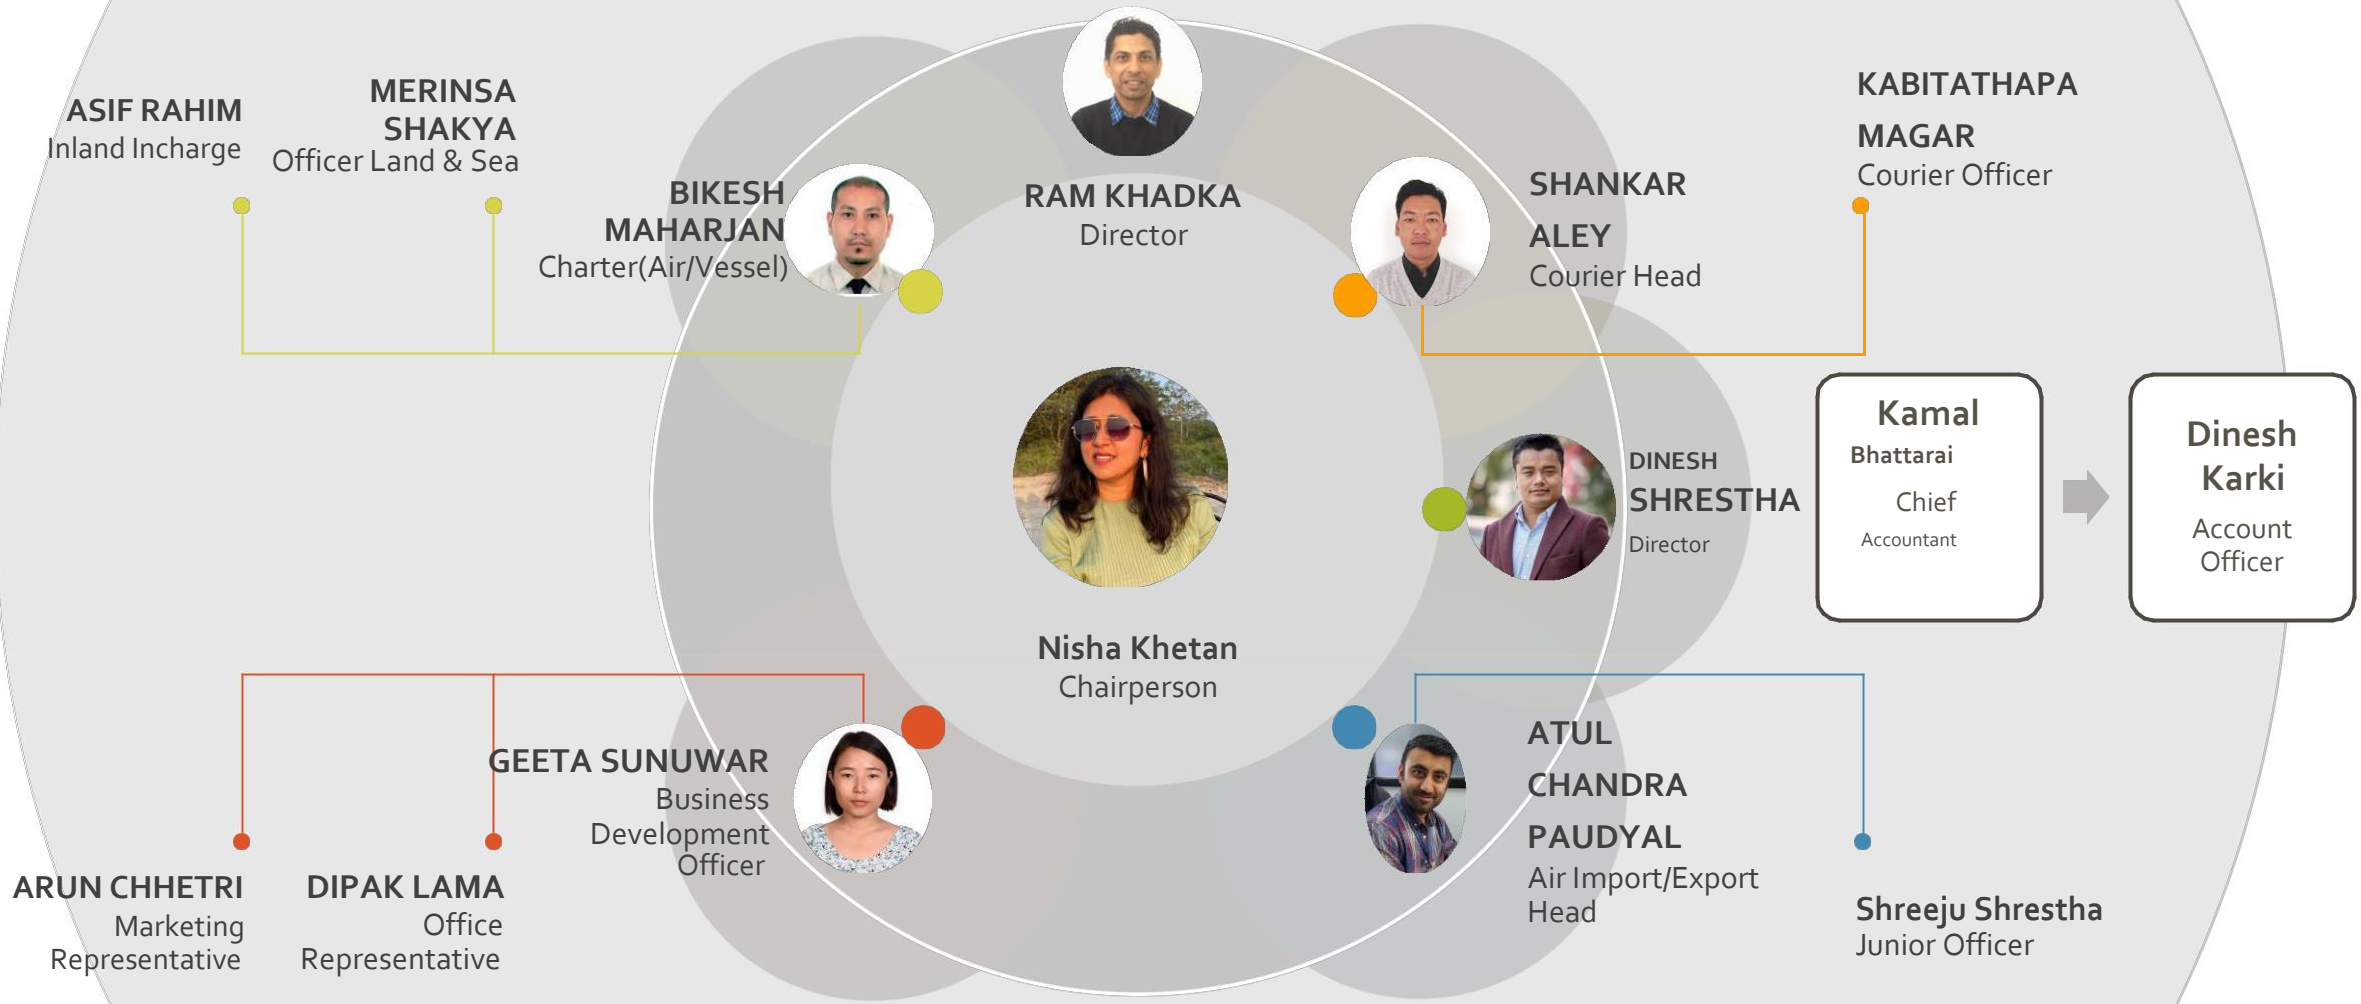 ASIF RAHIM
Inland Incharge
MERINSA
SHAKYA
Officer Land & Sea
BIKESH
MAHARJAN
Charter(Air/Vessel)
RAM KHADKA
Director
SHANKAR
ALEY
Courier Head
KABITATHAPA
MAGAR
Courier Officer
Nisha Khetan
Chairperson
DINESH
SHRESTHA
Director
Kamal
Bhattarai
Chief
Accountant
Dinesh
Karki
Account
Officer
GEETA SUNUWAR
Business
Development
Officer
ARUN CHHETRI
Marketing
Representative
DIPAK LAMA
Office
Representative
ATUL
CHANDRA
PAUDYAL
Air Import/Export
Head
Shreeju Shrestha
Junior Officer